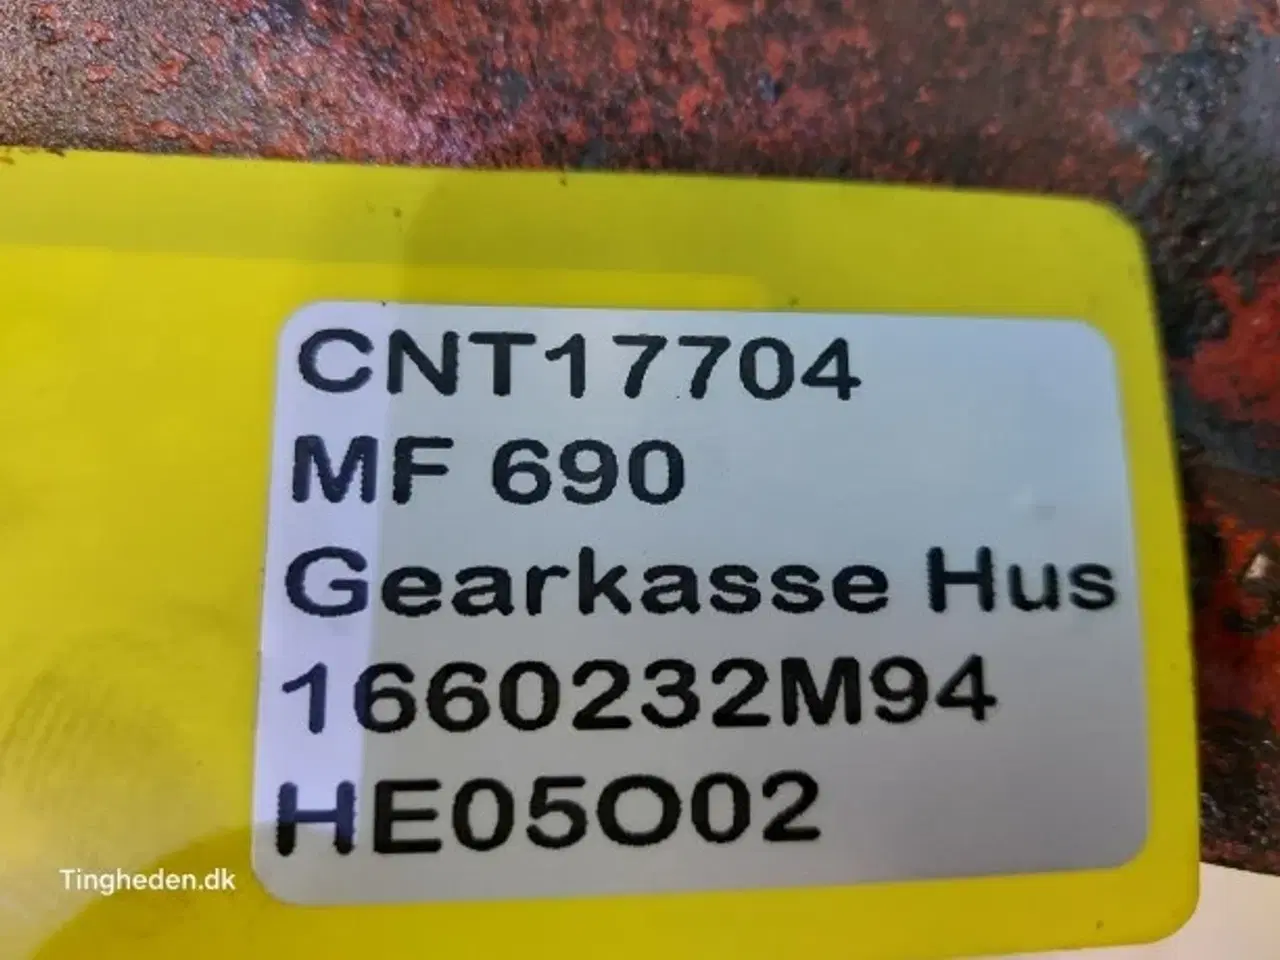 CNT17704
MF 690
Gearkasse Hus
1660232M94
HE05O02
Tingheden.dk